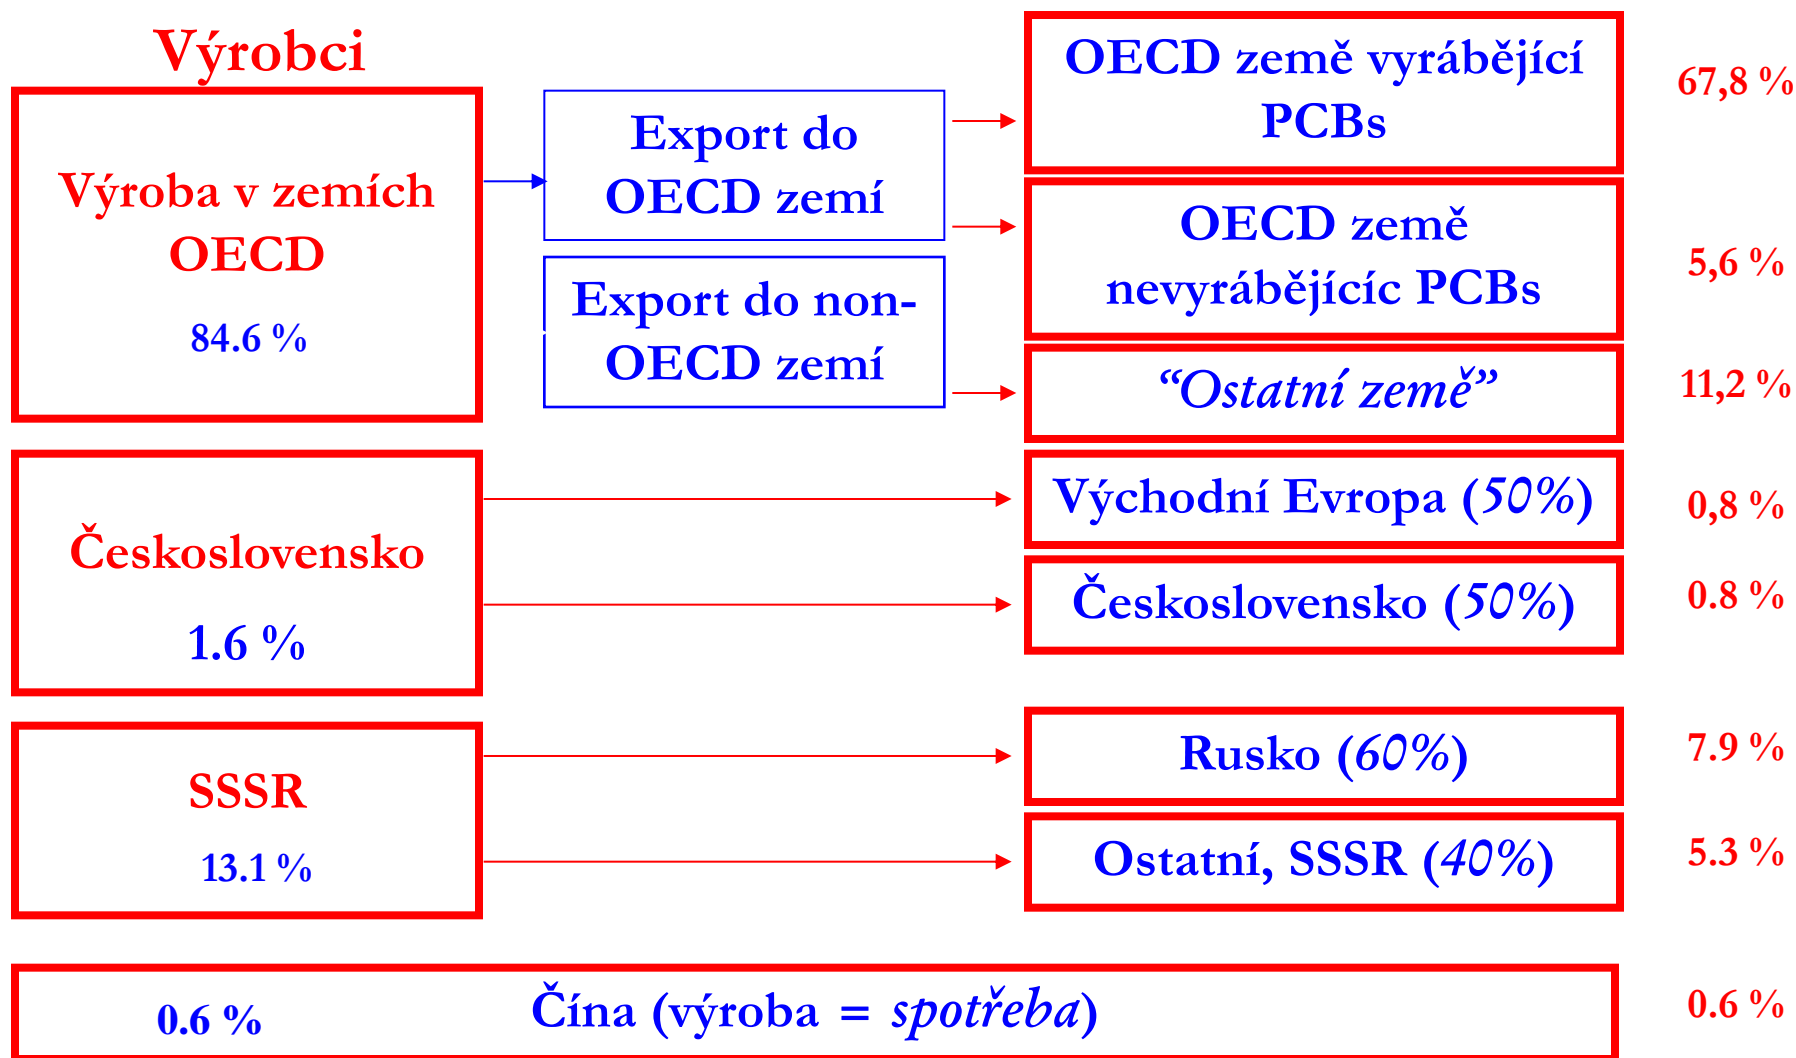 Výrobci
Výroba v zemích
OECD
84.6 %
Export do
OECD zemí
Export do non-
OECD zemí
OECD země vyrábějící
PCBs
67,8 %
OECD země
nevyrábějícíc PCBs
5,6 %
“Ostatní země”
11,2 %
Československo
1.6 %
Východní Evropa (50%)
0,8 %
Československo (50%)
0.8 %
SSSR
13.1 %
Rusko (60%)
7.9 %
Ostatní, SSSR (40%)
5.3 %
0.6 % Čína (výroba = spotřeba)
0.6 %